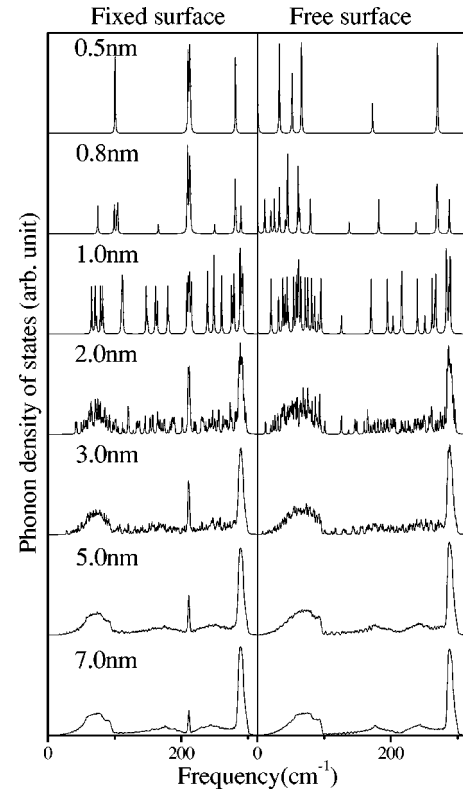 Fixed surface Free surface
0.5nm
0.8nm
1.0nm
2.0nm
3.0nm
5.0nm
7.0nm
Phonon density of states (arb. unit)
0 200 0 200
Frequency(cm⁻¹)